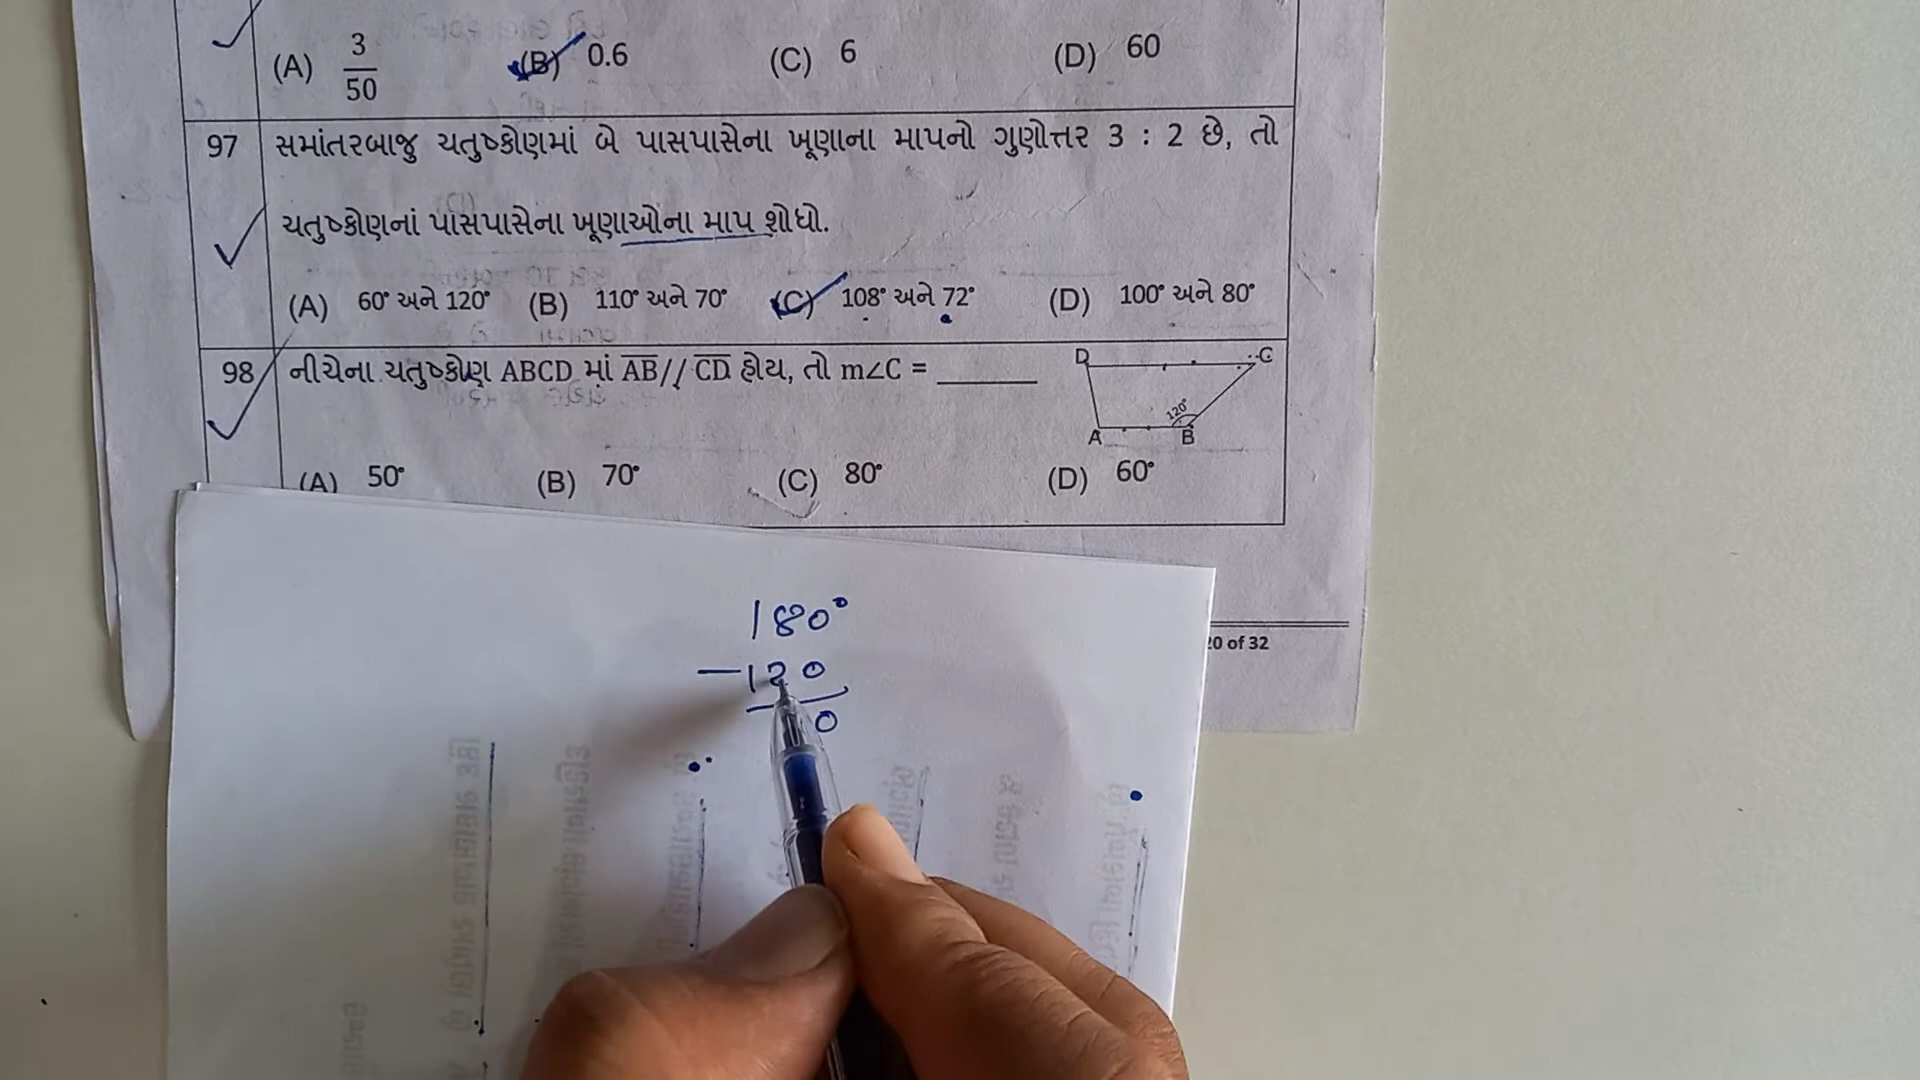 (A) 3/50 (B) 0.6 (C) 6 (D) 60
97 સમાંતરબાજુ ચતુષ્કોણમાં બે પાસપાસેના ખૂણાના માપનો ગુણોત્તર 3 : 2 છે, તો
ચતુષ્કોણનાં પાસપાસેના ખૂણાઓના માપ શોધો.
(A) 60° અને 120° (B) 110° અને 70° (C) 108° અને 72° (D) 100° અને 80°
98 નીચેના ચતુષ્કોણ ABCD માં AB// CD હોય, તો m∠C = ______
D C
120°
A B
(A) 50° (B) 70° (C) 80° (D) 60°
180°
—120
0
20 of 32